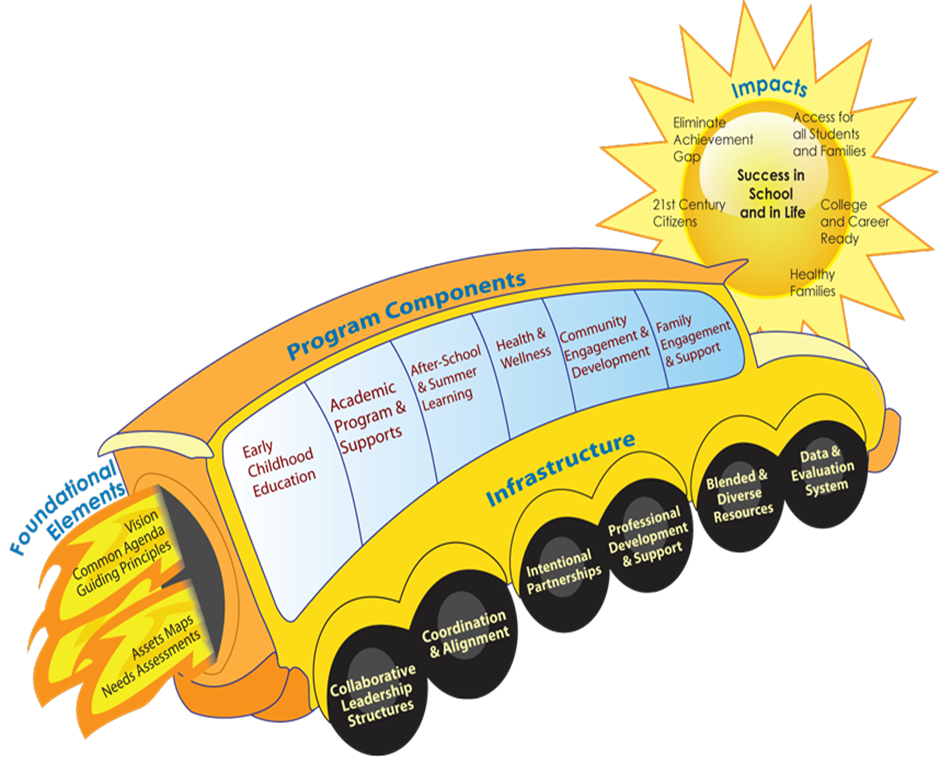 Impacts
Eliminate
Achievement
Gap
Access for
all Students
and Families
Success in
School
and in Life
21st Century
Citizens
College
and Career
Ready
Healthy
Families
Program Components
Early
Childhood
Education
Academic
Program &
Supports
After-School
& Summer
Learning
Health &
Wellness
Community
Engagement &
Development
Family
Engagement
& Support
Infrastructure
Foundational
Elements
Vision
Common Agenda
Guiding Principles
Assets Maps
Needs Assessments
Collaborative
Leadership
Structures
Coordination
& Alignment
Intentional
Partnerships
Professional
Development
& Support
Blended &
Diverse
Resources
Data &
Evaluation
System